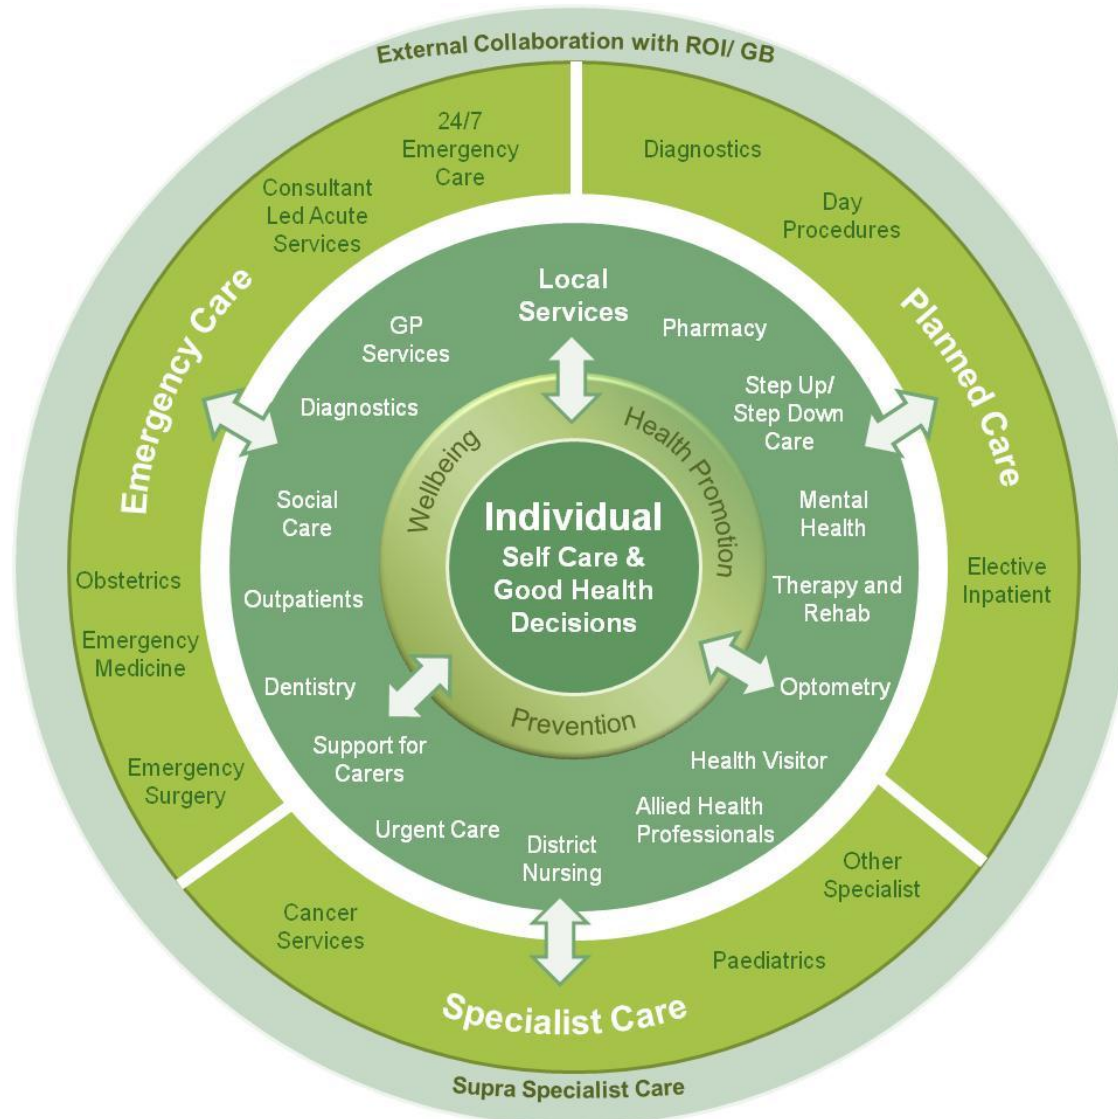 External Collaboration with ROI/ GB
24/7
Emergency
Care
Consultant
Led Acute
Services
Emergency Care
Obstetrics
Emergency
Medicine
Emergency
Surgery
Diagnostics
Day
Procedures
Planned Care
Elective
Inpatient
Other
Specialist
Paediatrics
Cancer
Services
Specialist Care
Supra Specialist Care
Local
Services
GP
Services
Diagnostics
Social
Care
Outpatients
Dentistry
Support for
Carers
Urgent Care
District
Nursing
Allied Health
Professionals
Health Visitor
Optometry
Therapy and
Rehab
Mental
Health
Step Up/
Step Down
Care
Pharmacy
Wellbeing
Health Promotion
Prevention
Individual
Self Care &
Good Health
Decisions